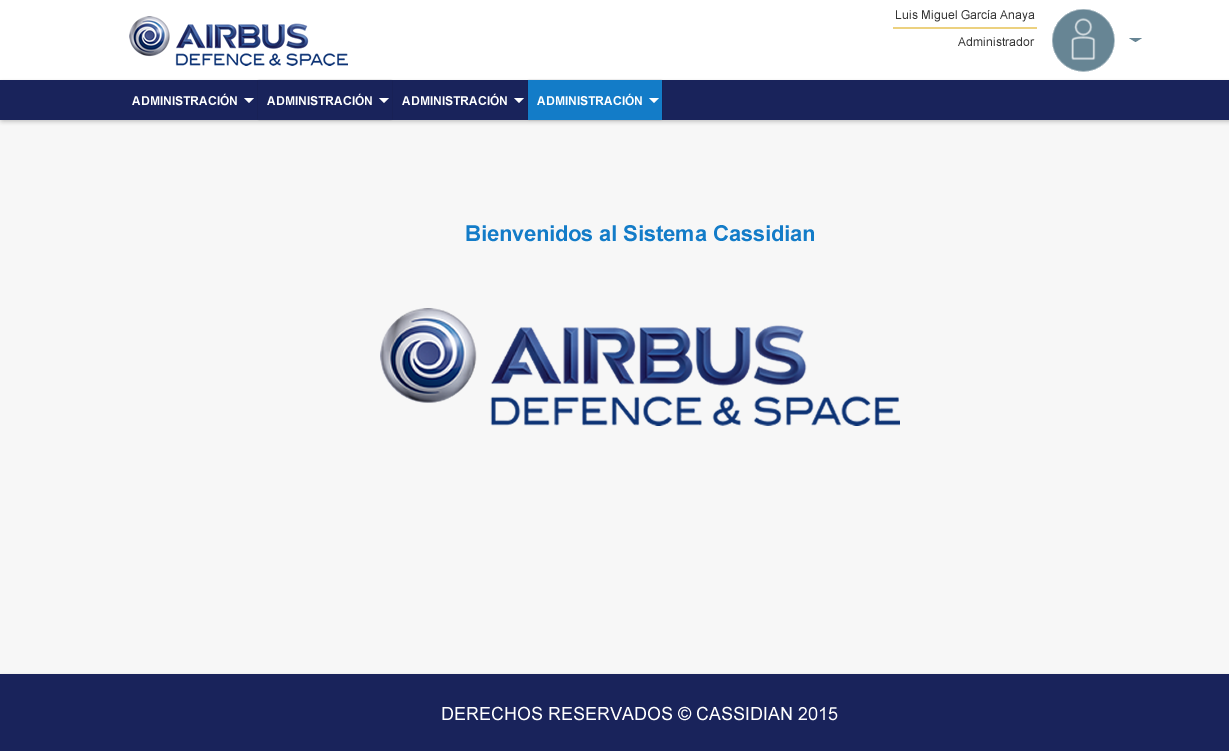 AIRBUS
DEFENCE & SPACE
Luis Miguel García Anaya
Administrador
ADMINISTRACIÓN ADMINISTRACIÓN ADMINISTRACIÓN ADMINISTRACIÓN
Bienvenidos al Sistema Cassidian
AIRBUS
DEFENCE & SPACE
DERECHOS RESERVADOS © CASSIDIAN 2015